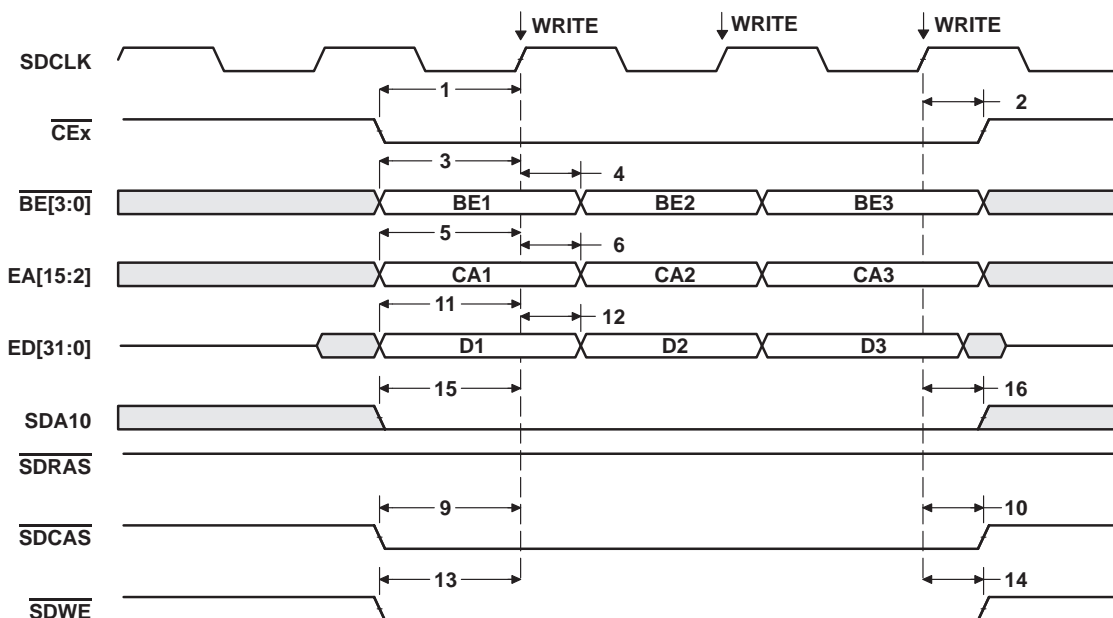 WRITE WRITE WRITE
SDCLK
1 2
CEx
3 4
BE[3:0] BE1 BE2 BE3
5 6
EA[15:2] CA1 CA2 CA3
11 12
ED[31:0] D1 D2 D3
15 16
SDA10
SDRAS
9 10
SDCAS
13 14
SDWE